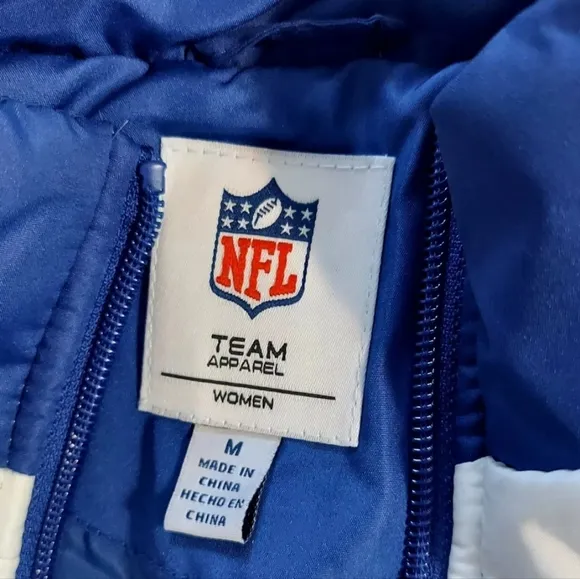 NFL
TEAM
APPAREL
WOMEN
M
MADE IN
CHINA
HECHO EN
CHINA